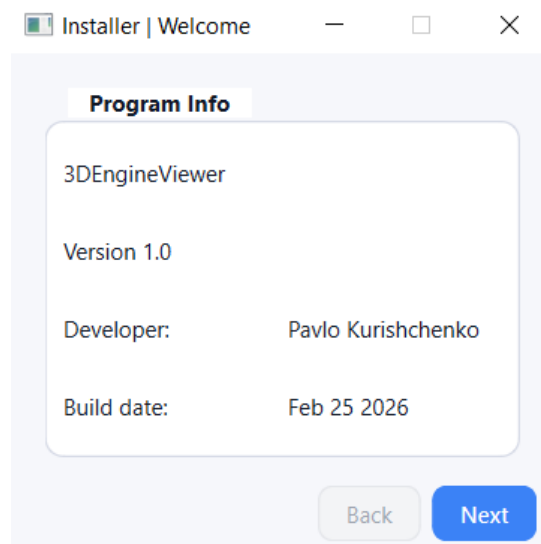 Installer | Welcome
Program Info
3DEngineViewer
Version 1.0
Developer: Pavlo Kurishchenko
Build date: Feb 25 2026
Back Next